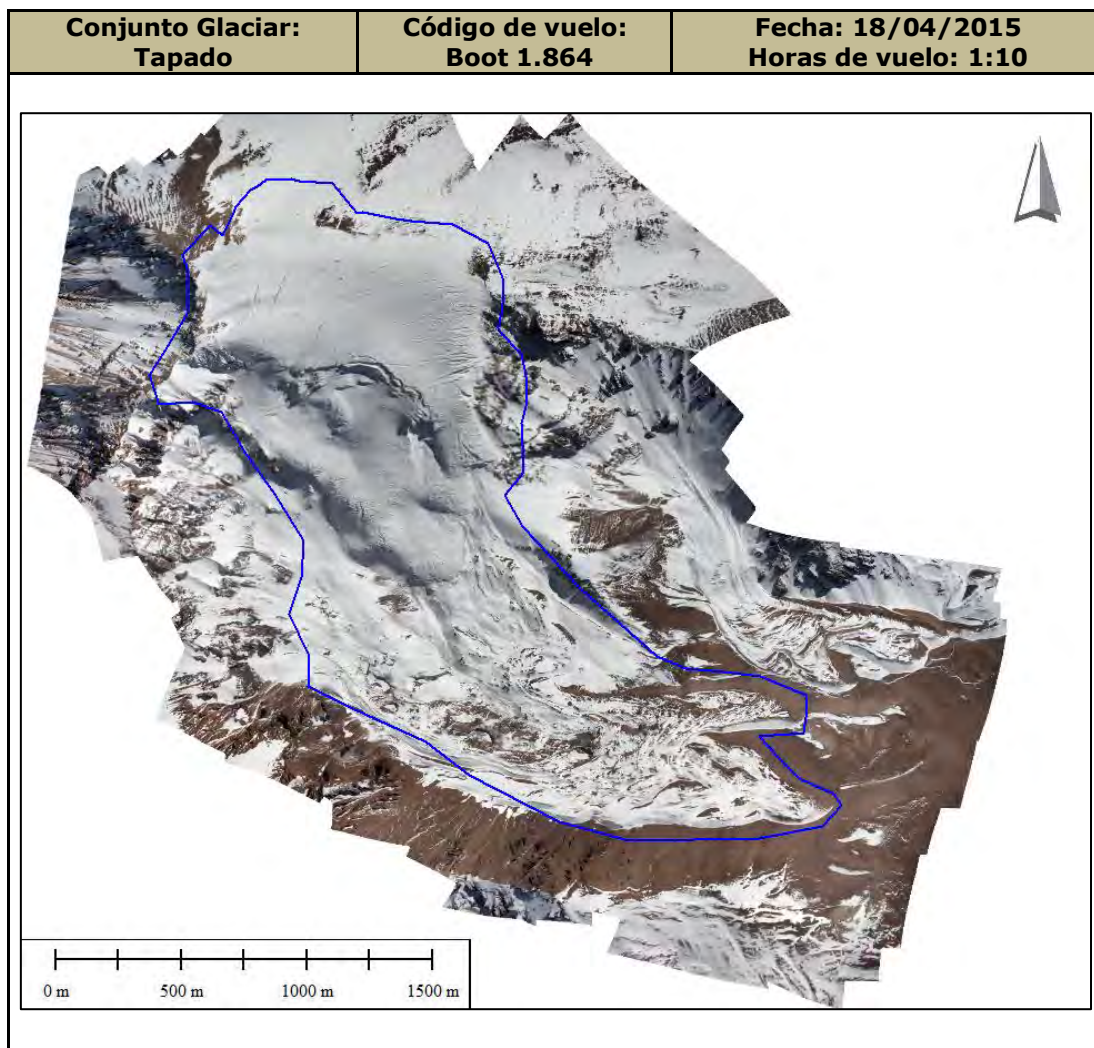 Conjunto Glaciar:
Tapado
Código de vuelo:
Boot 1.864
Fecha: 18/04/2015
Horas de vuelo: 1:10
0 m 500 m 1000 m 1500 m